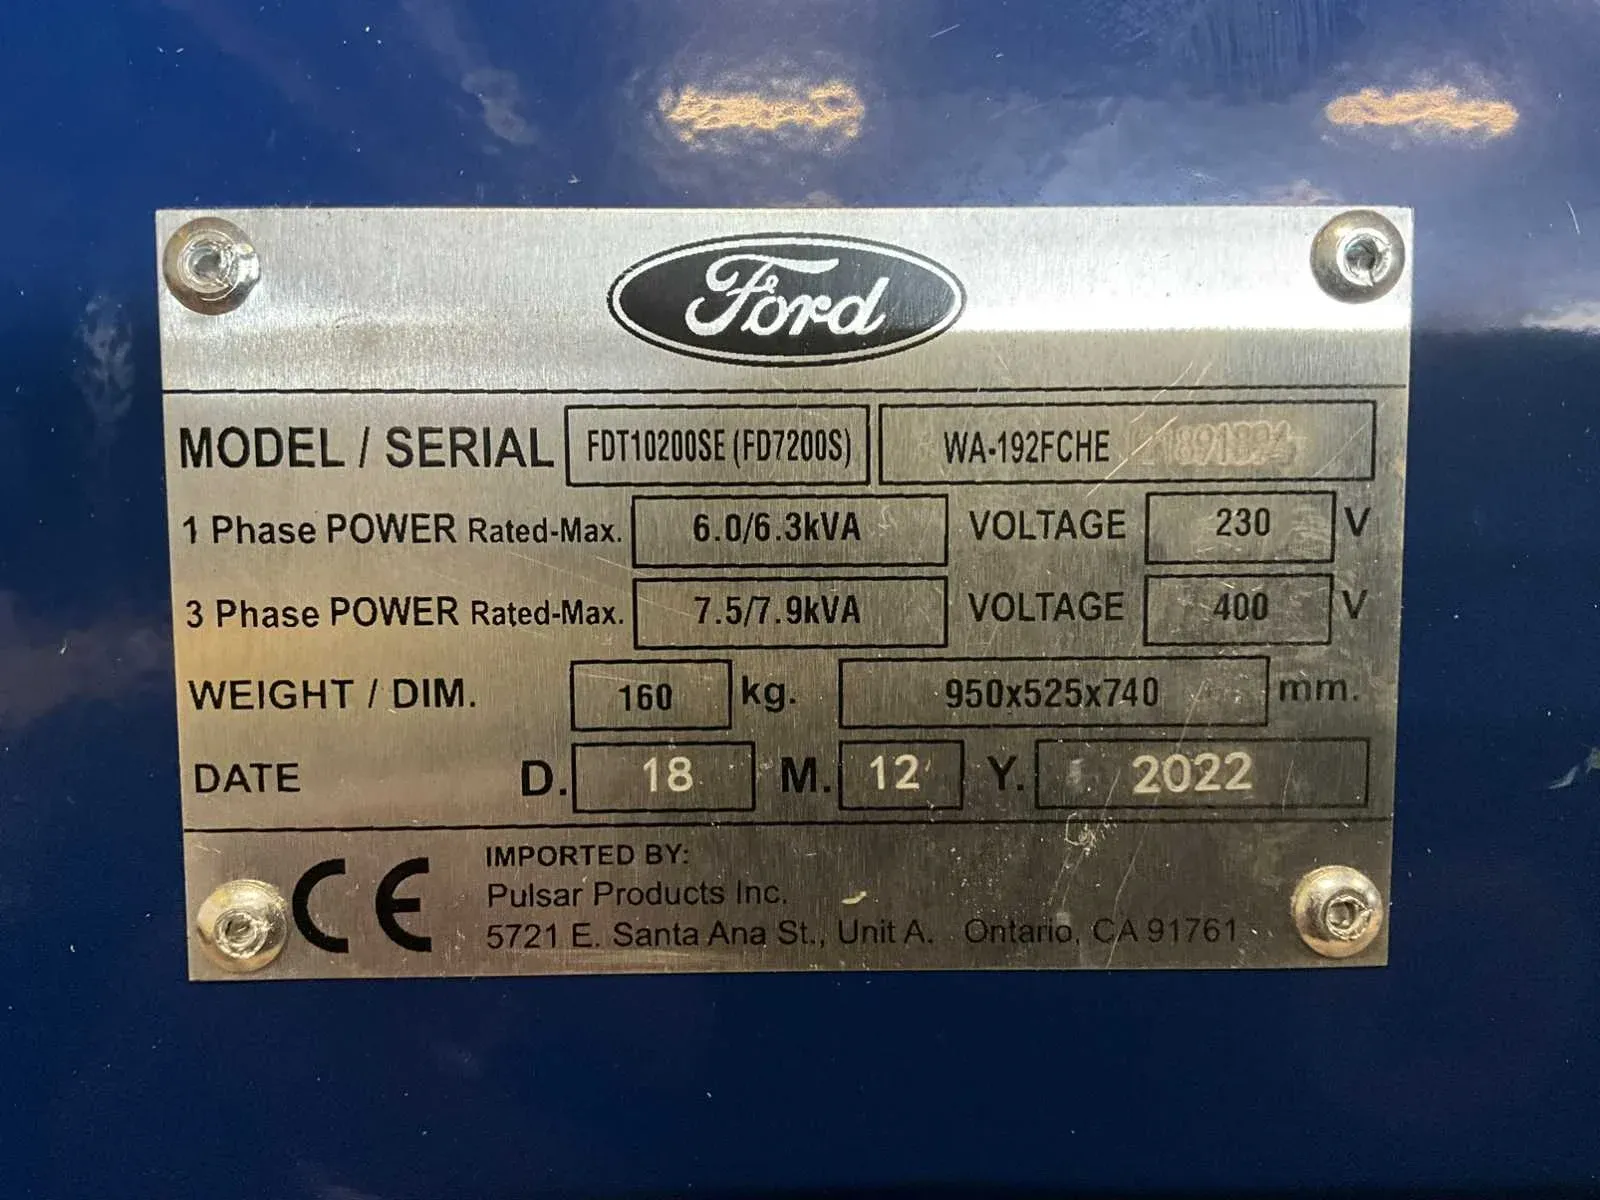 Ford
MODEL / SERIAL FDT10200SE (FD7200S) WA-192FCHE
1 Phase POWER Rated-Max. 6.0/6.3kVA VOLTAGE 230 V
3 Phase POWER Rated-Max. 7.5/7.9kVA VOLTAGE 400 V
WEIGHT / DIM. 160 kg. 950x525x740 mm.
DATE D. 18 M. 12 Y. 2022
CE
IMPORTED BY:
Pulsar Products Inc.
5721 E. Santa Ana St., Unit A. Ontario, CA 91761